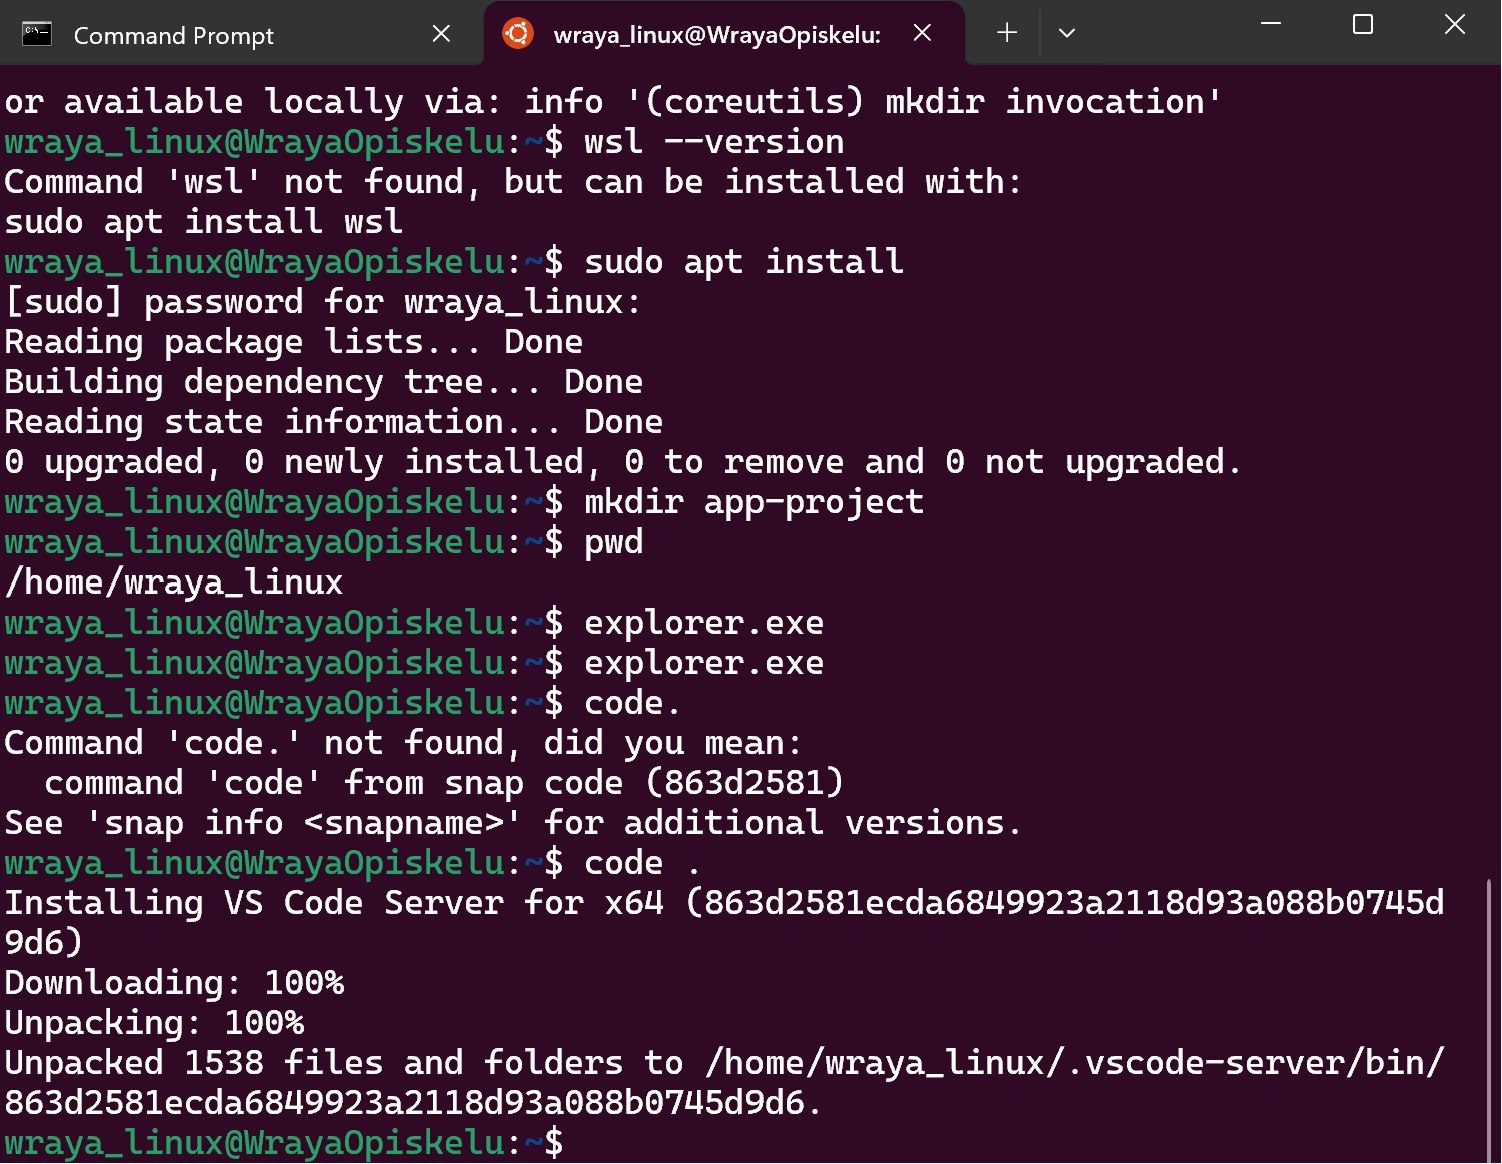 Command Prompt
wraya_linux@WrayaOpiskelu:
or available locally via: info '(coreutils) mkdir invocation'
wraya_linux@WrayaOpiskelu:~$ wsl --version
Command 'wsl' not found, but can be installed with:
sudo apt install wsl
wraya_linux@WrayaOpiskelu:~$ sudo apt install
[sudo] password for wraya_linux:
Reading package lists... Done
Building dependency tree... Done
Reading state information... Done
0 upgraded, 0 newly installed, 0 to remove and 0 not upgraded.
wraya_linux@WrayaOpiskelu:~$ mkdir app-project
wraya_linux@WrayaOpiskelu:~$ pwd
/home/wraya_linux
wraya_linux@WrayaOpiskelu:~$ explorer.exe
wraya_linux@WrayaOpiskelu:~$ explorer.exe
wraya_linux@WrayaOpiskelu:~$ code.
Command 'code.' not found, did you mean:
  command 'code' from snap code (863d2581)
See 'snap info <snapname>' for additional versions.
wraya_linux@WrayaOpiskelu:~$ code .
Installing VS Code Server for x64 (863d2581ecda6849923a2118d93a088b0745d
9d6)
Downloading: 100%
Unpacking: 100%
Unpacked 1538 files and folders to /home/wraya_linux/.vscode-server/bin/
863d2581ecda6849923a2118d93a088b0745d9d6.
wraya_linux@WrayaOpiskelu:~$